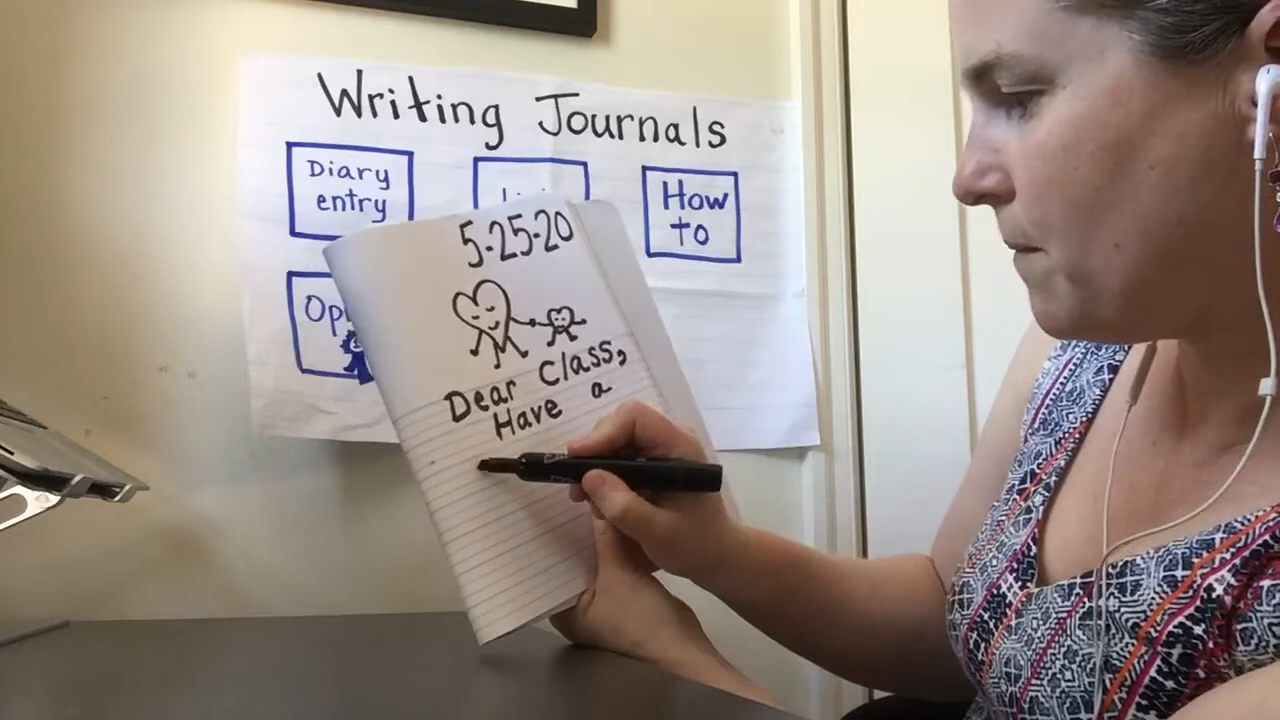 Writing Journals
Diary
entry
How
to
5-25-20
Dear Class,
Have a